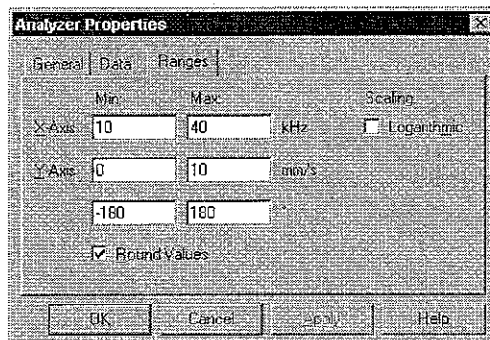 Analyzer Properties
General Data Ranges
Min: Max: Scaling
X-Axis 10 40 kHz Logarithmic
Y-Axis 0 10 mm/s
-180 180 °
Round Values
OK Cancel Apply Help